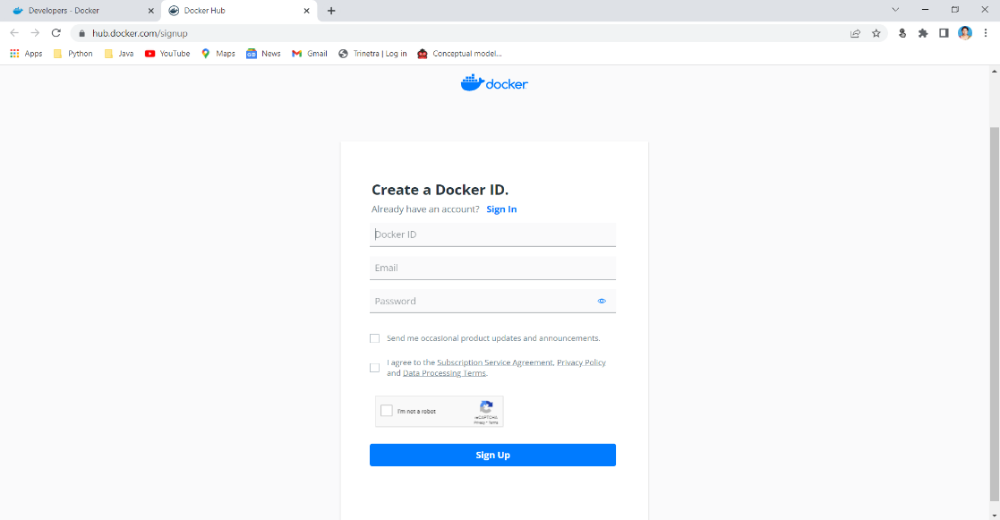 Developers - Docker
Docker Hub
hub.docker.com/signup
Apps
Python
Java
YouTube
Maps
News
Gmail
Trinetra | Log in
Conceptual model...
docker
Create a Docker ID.
Already have an account? Sign In
Docker ID
Email
Password
Send me occasional product updates and announcements.
I agree to the Subscription Service Agreement, Privacy Policy
and Data Processing Terms.
I'm not a robot
reCAPTCHA
Privacy - Terms
Sign Up